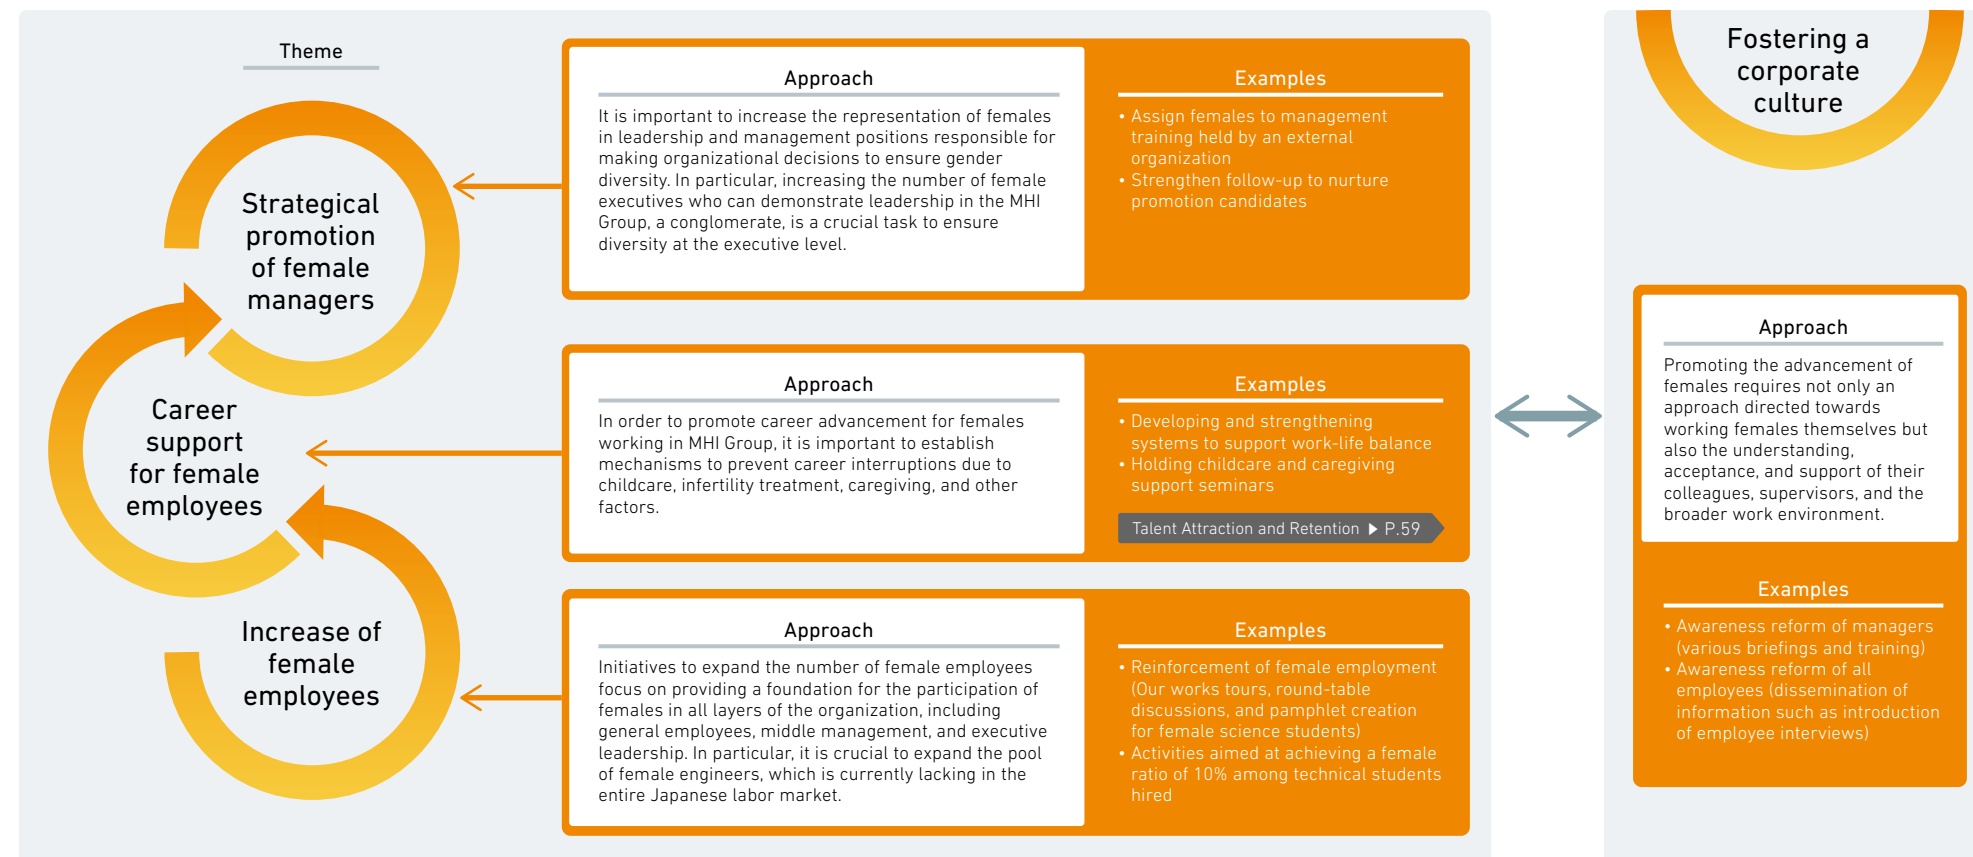 Theme
Strategical
promotion
of female
managers
Approach
It is important to increase the representation of females
in leadership and management positions responsible for
making organizational decisions to ensure gender
diversity. In particular, increasing the number of female
executives who can demonstrate leadership in the MHI
Group, a conglomerate, is a crucial task to ensure
diversity at the executive level.
Examples
• Assign females to management
training held by an external
organization
• Strengthen follow-up to nurture
promotion candidates
Career
support
for female
employees
Approach
In order to promote career advancement for females
working in MHI Group, it is important to establish
mechanisms to prevent career interruptions due to
childcare, infertility treatment, caregiving, and other
factors.
Examples
• Developing and strengthening
systems to support work-life balance
• Holding childcare and caregiving
support seminars
Talent Attraction and Retention ▶ P.59
Increase of
female
employees
Approach
Initiatives to expand the number of female employees
focus on providing a foundation for the participation of
females in all layers of the organization, including
general employees, middle management, and executive
leadership. In particular, it is crucial to expand the pool
of female engineers, which is currently lacking in the
entire Japanese labor market.
Examples
• Reinforcement of female employment
(Our works tours, round-table
discussions, and pamphlet creation
for female science students)
• Activities aimed at achieving a female
ratio of 10% among technical students
hired
Fostering a
corporate
culture
Approach
Promoting the advancement of
females requires not only an
approach directed towards
working females themselves but
also the understanding,
acceptance, and support of their
colleagues, supervisors, and the
broader work environment.
Examples
• Awareness reform of managers
(various briefings and training)
• Awareness reform of all
employees (dissemination of
information such as introduction
of employee interviews)